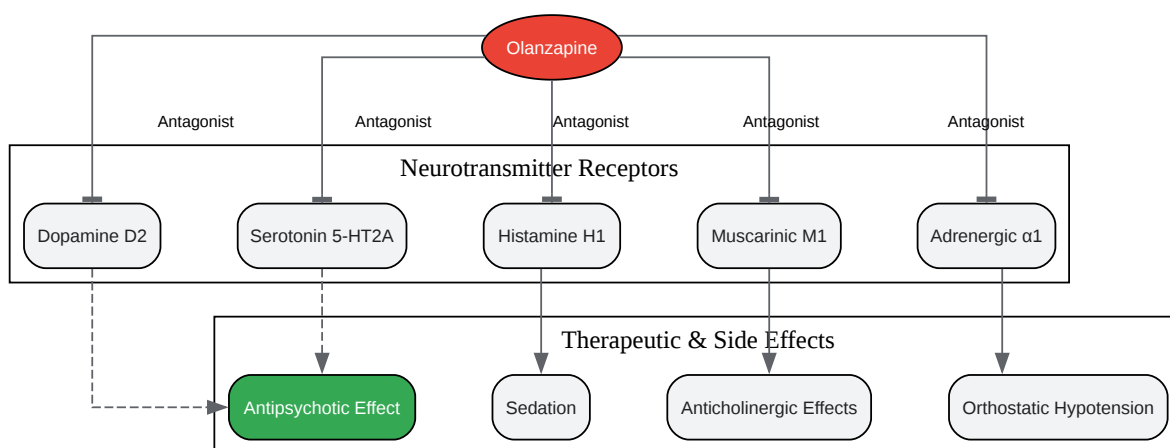 Olanzapine
Antagonist Antagonist Antagonist Antagonist Antagonist
Neurotransmitter Receptors
Dopamine D2 Serotonin 5-HT2A Histamine H1 Muscarinic M1 Adrenergic α1
Therapeutic & Side Effects
Antipsychotic Effect Sedation Anticholinergic Effects Orthostatic Hypotension